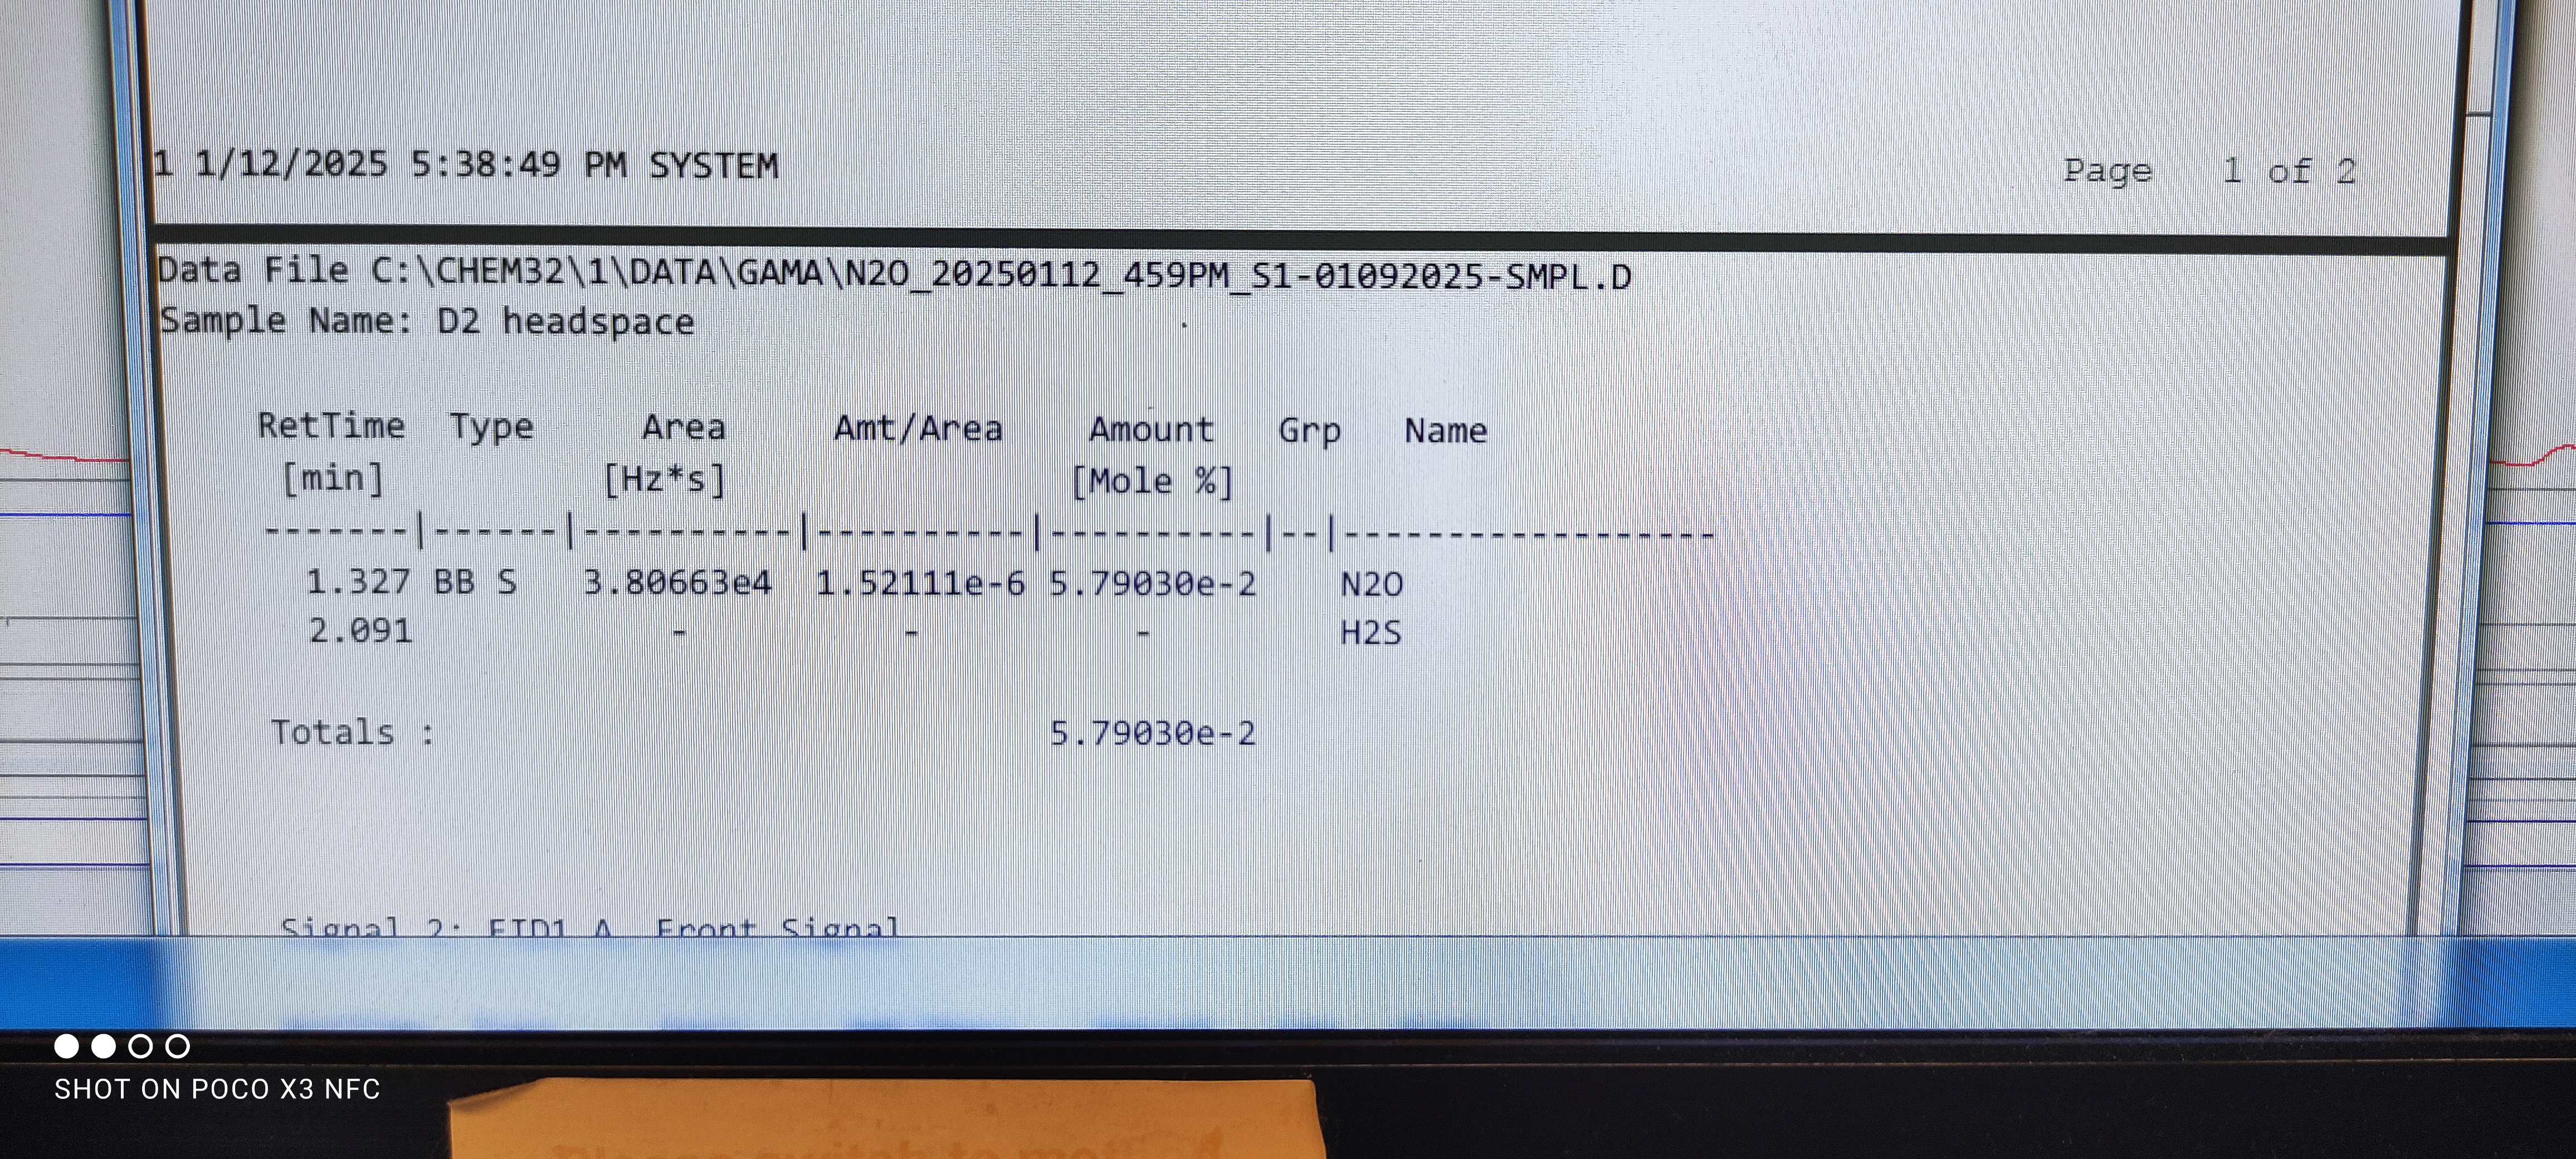 1 1/12/2025 5:38:49 PM SYSTEM Page 1 of 2
Data File C:\CHEM32\1\DATA\GAMA\N2O_20250112_459PM_S1-01092025-SMPL.D
Sample Name: D2 headspace
RetTime Type Area Amt/Area Amount Grp Name
[min] [Hz*s] [Mole %]
-------|------|----------|----------|----------|--|------------------
1.327 BB S 3.80663e4 1.52111e-6 5.79030e-2 N2O
2.091 - - - H2S
Totals : 5.79030e-2
Signal 2: FID1 A Front Signal
SHOT ON POCO X3 NFC
Please switch to